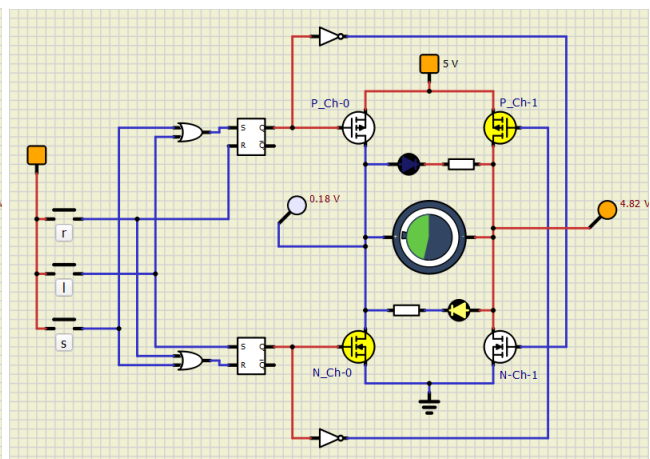 5 V
P_Ch-0
P_Ch-1
S Q
R Q
0.18 V
4.82 V
r
l
s
S Q
R Q
N_Ch-0
N-Ch-1